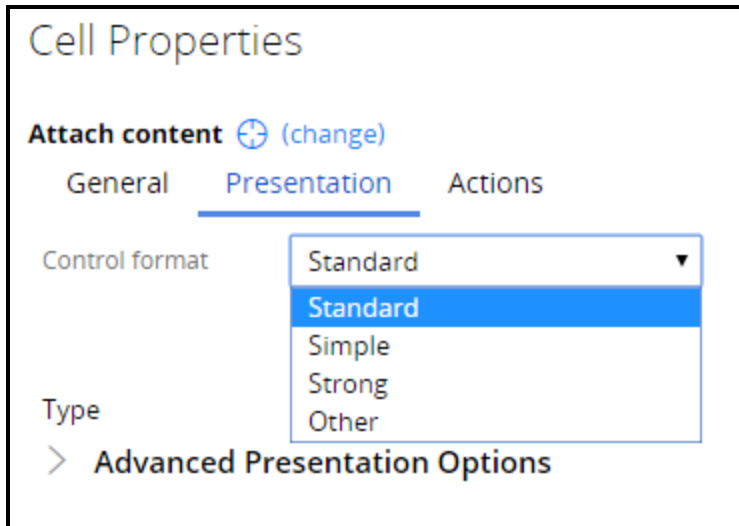 Cell Properties
Attach content (change)
General Presentation Actions
Control format Standard
Standard
Simple
Strong
Type
Other
Advanced Presentation Options